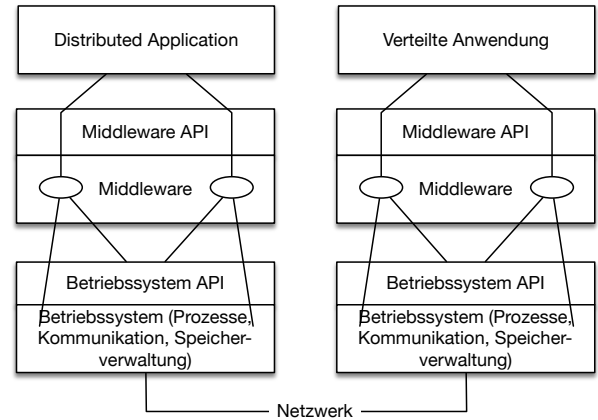 Distributed Application
Middleware API
Middleware
Betriebssystem API
Betriebssystem (Prozesse,
Kommunikation, Speicher-
verwaltung)
Verteilte Anwendung
Middleware API
Middleware
Betriebssystem API
Betriebssystem (Prozesse,
Kommunikation, Speicher-
verwaltung)
Netzwerk